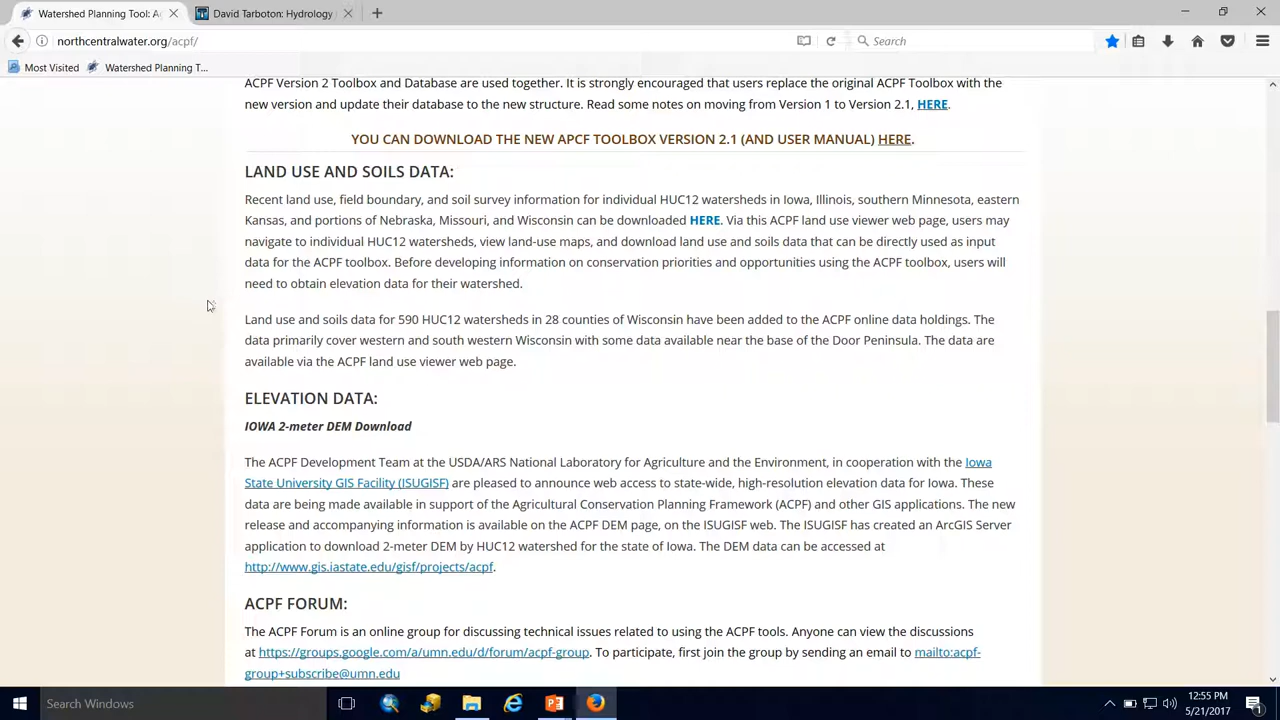 Watershed Planning Tool: Ag
David Tarboton: Hydrology
northcentralwater.org/acpf/
Search
Most Visited
Watershed Planning T...
ACPF Version 2 Toolbox and Database are used together. It is strongly encouraged that users replace the original ACPF Toolbox with the
new version and update their database to the new structure. Read some notes on moving from Version 1 to Version 2.1, HERE.
YOU CAN DOWNLOAD THE NEW APCF TOOLBOX VERSION 2.1 (AND USER MANUAL) HERE.
LAND USE AND SOILS DATA:
Recent land use, field boundary, and soil survey information for individual HUC12 watersheds in Iowa, Illinois, southern Minnesota, eastern
Kansas, and portions of Nebraska, Missouri, and Wisconsin can be downloaded HERE. Via this ACPF land use viewer web page, users may
navigate to individual HUC12 watersheds, view land-use maps, and download land use and soils data that can be directly used as input
data for the ACPF toolbox. Before developing information on conservation priorities and opportunities using the ACPF toolbox, users will
need to obtain elevation data for their watershed.
Land use and soils data for 590 HUC12 watersheds in 28 counties of Wisconsin have been added to the ACPF online data holdings. The
data primarily cover western and south western Wisconsin with some data available near the base of the Door Peninsula. The data are
available via the ACPF land use viewer web page.
ELEVATION DATA:
IOWA 2-meter DEM Download
The ACPF Development Team at the USDA/ARS National Laboratory for Agriculture and the Environment, in cooperation with the Iowa
State University GIS Facility (ISUGISF) are pleased to announce web access to state-wide, high-resolution elevation data for Iowa. These
data are being made available in support of the Agricultural Conservation Planning Framework (ACPF) and other GIS applications. The new
release and accompanying information is available on the ACPF DEM page, on the ISUGISF web. The ISUGISF has created an ArcGIS Server
application to download 2-meter DEM by HUC12 watershed for the state of Iowa. The DEM data can be accessed at
http://www.gis.iastate.edu/gisf/projects/acpf.
ACPF FORUM:
The ACPF Forum is an online group for discussing technical issues related to using the ACPF tools. Anyone can view the discussions
at https://groups.google.com/a/umn.edu/d/forum/acpf-group. To participate, first join the group by sending an email to mailto:acpf-
group+subscribe@umn.edu
Search Windows
12:55 PM
5/21/2017
1